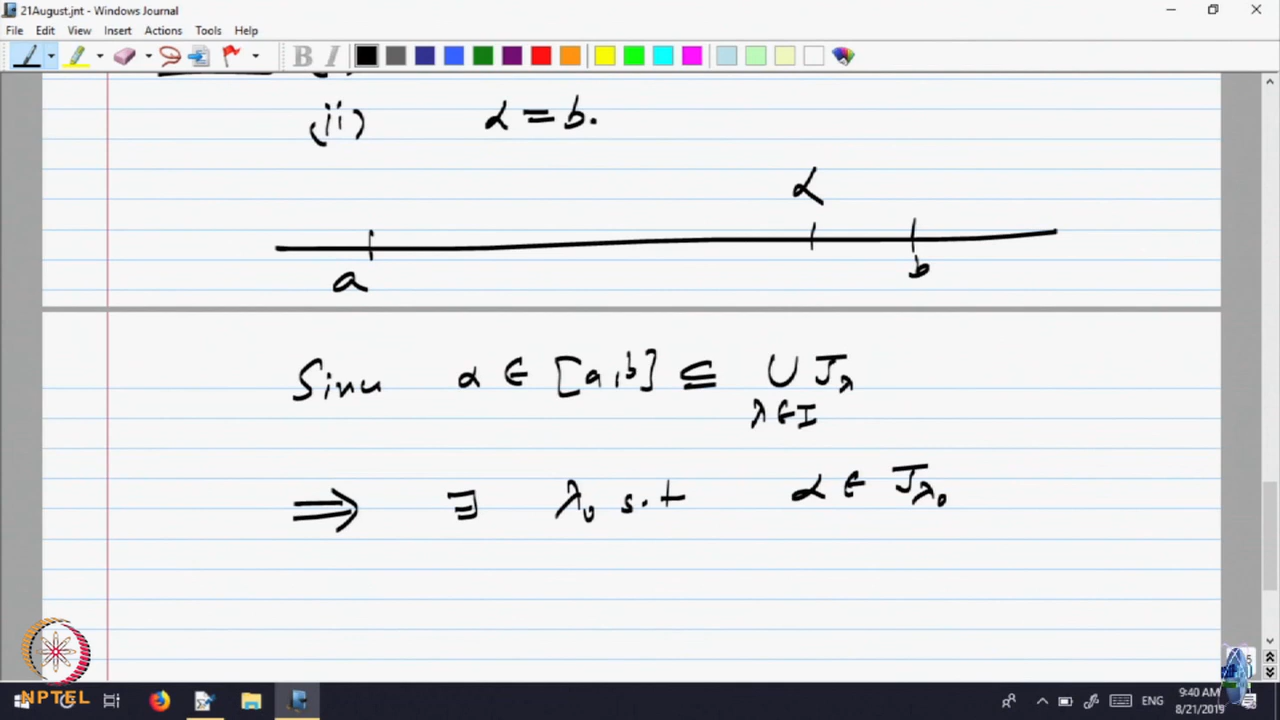 21August.jnt - Windows Journal
File Edit View Insert Actions Tools Help
(ii) α = b.
α
a b
Sinu α ∈ [a,b] ⊆ ∪ J_λ
λ∈I
⟹ ∃ λ₀ s.t α ∈ J_λ₀
NPTEL
ENG
9:40 AM
8/21/2019